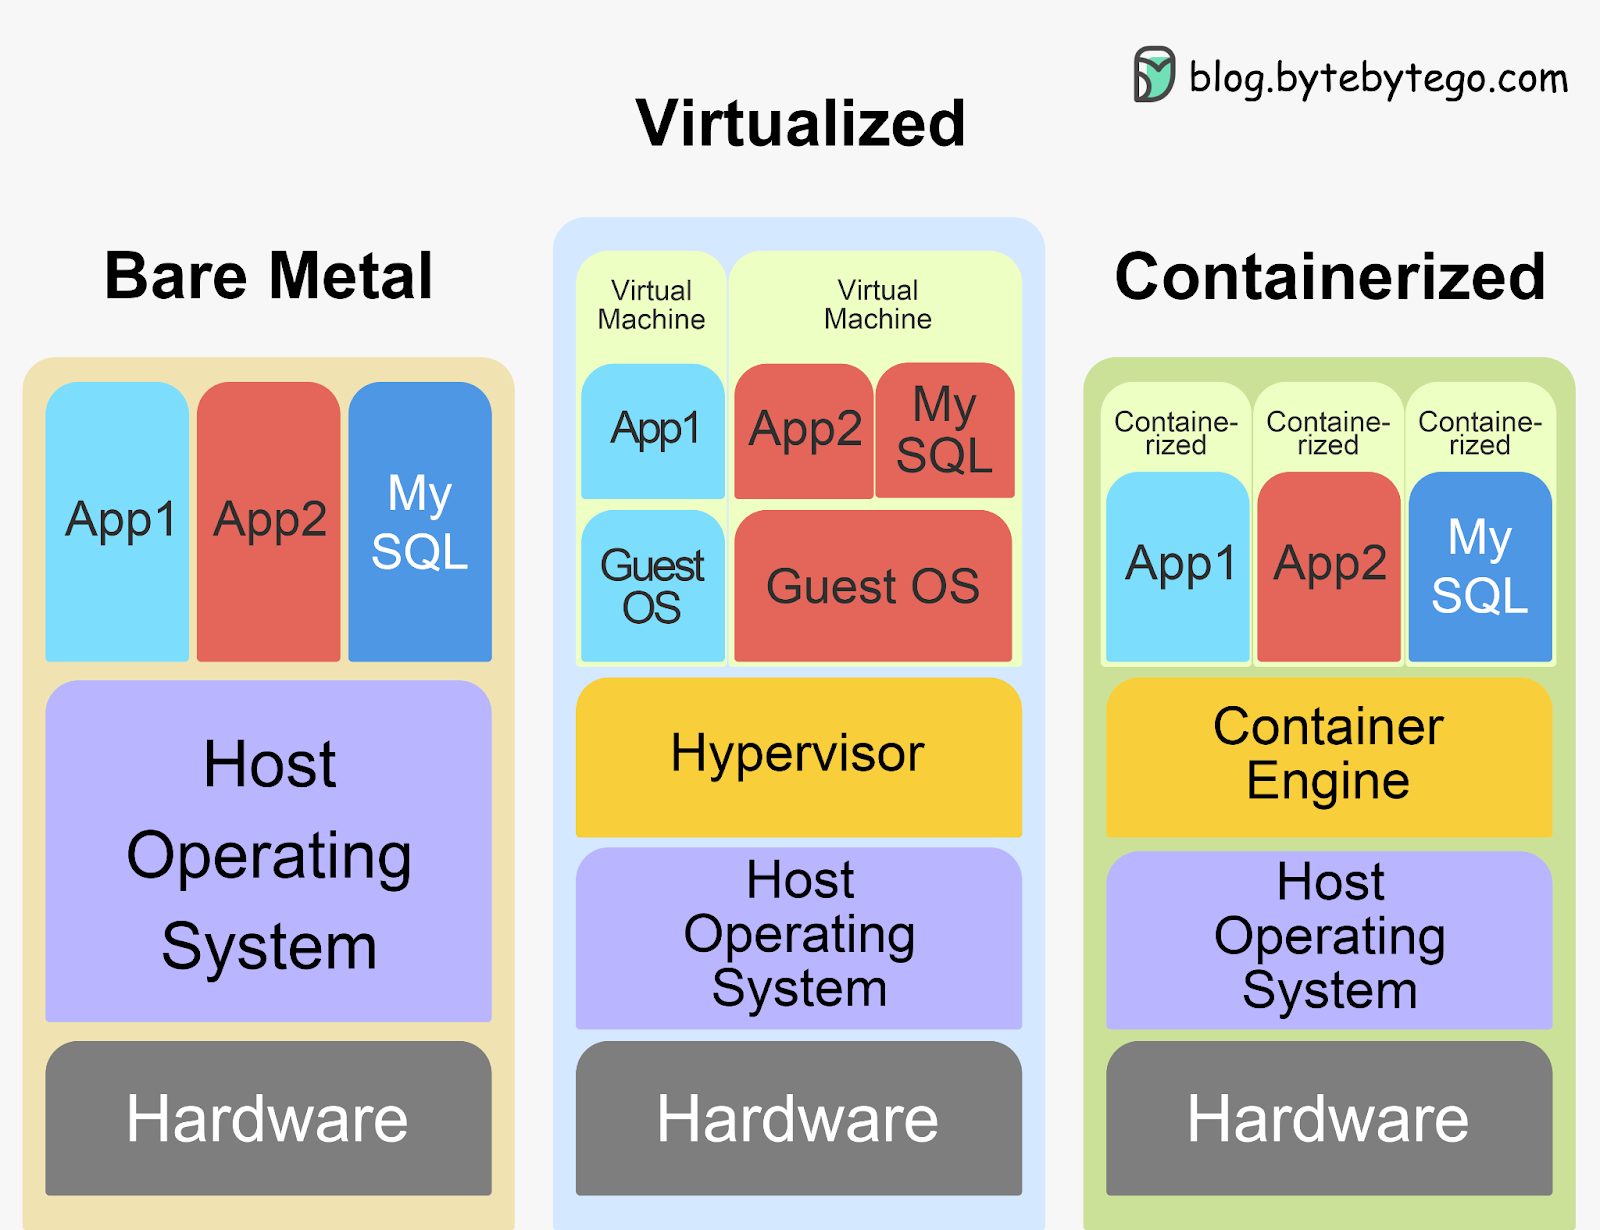 blog.bytebytego.com
Virtualized
Bare Metal
Containerized
App1
App2
My
SQL
Host
Operating
System
Hardware
Virtual
Machine
Virtual
Machine
App1
App2
My
SQL
Guest
OS
Guest OS
Hypervisor
Host
Operating
System
Hardware
Containe-
rized
Containe-
rized
Containe-
rized
App1
App2
My
SQL
Container
Engine
Host
Operating
System
Hardware